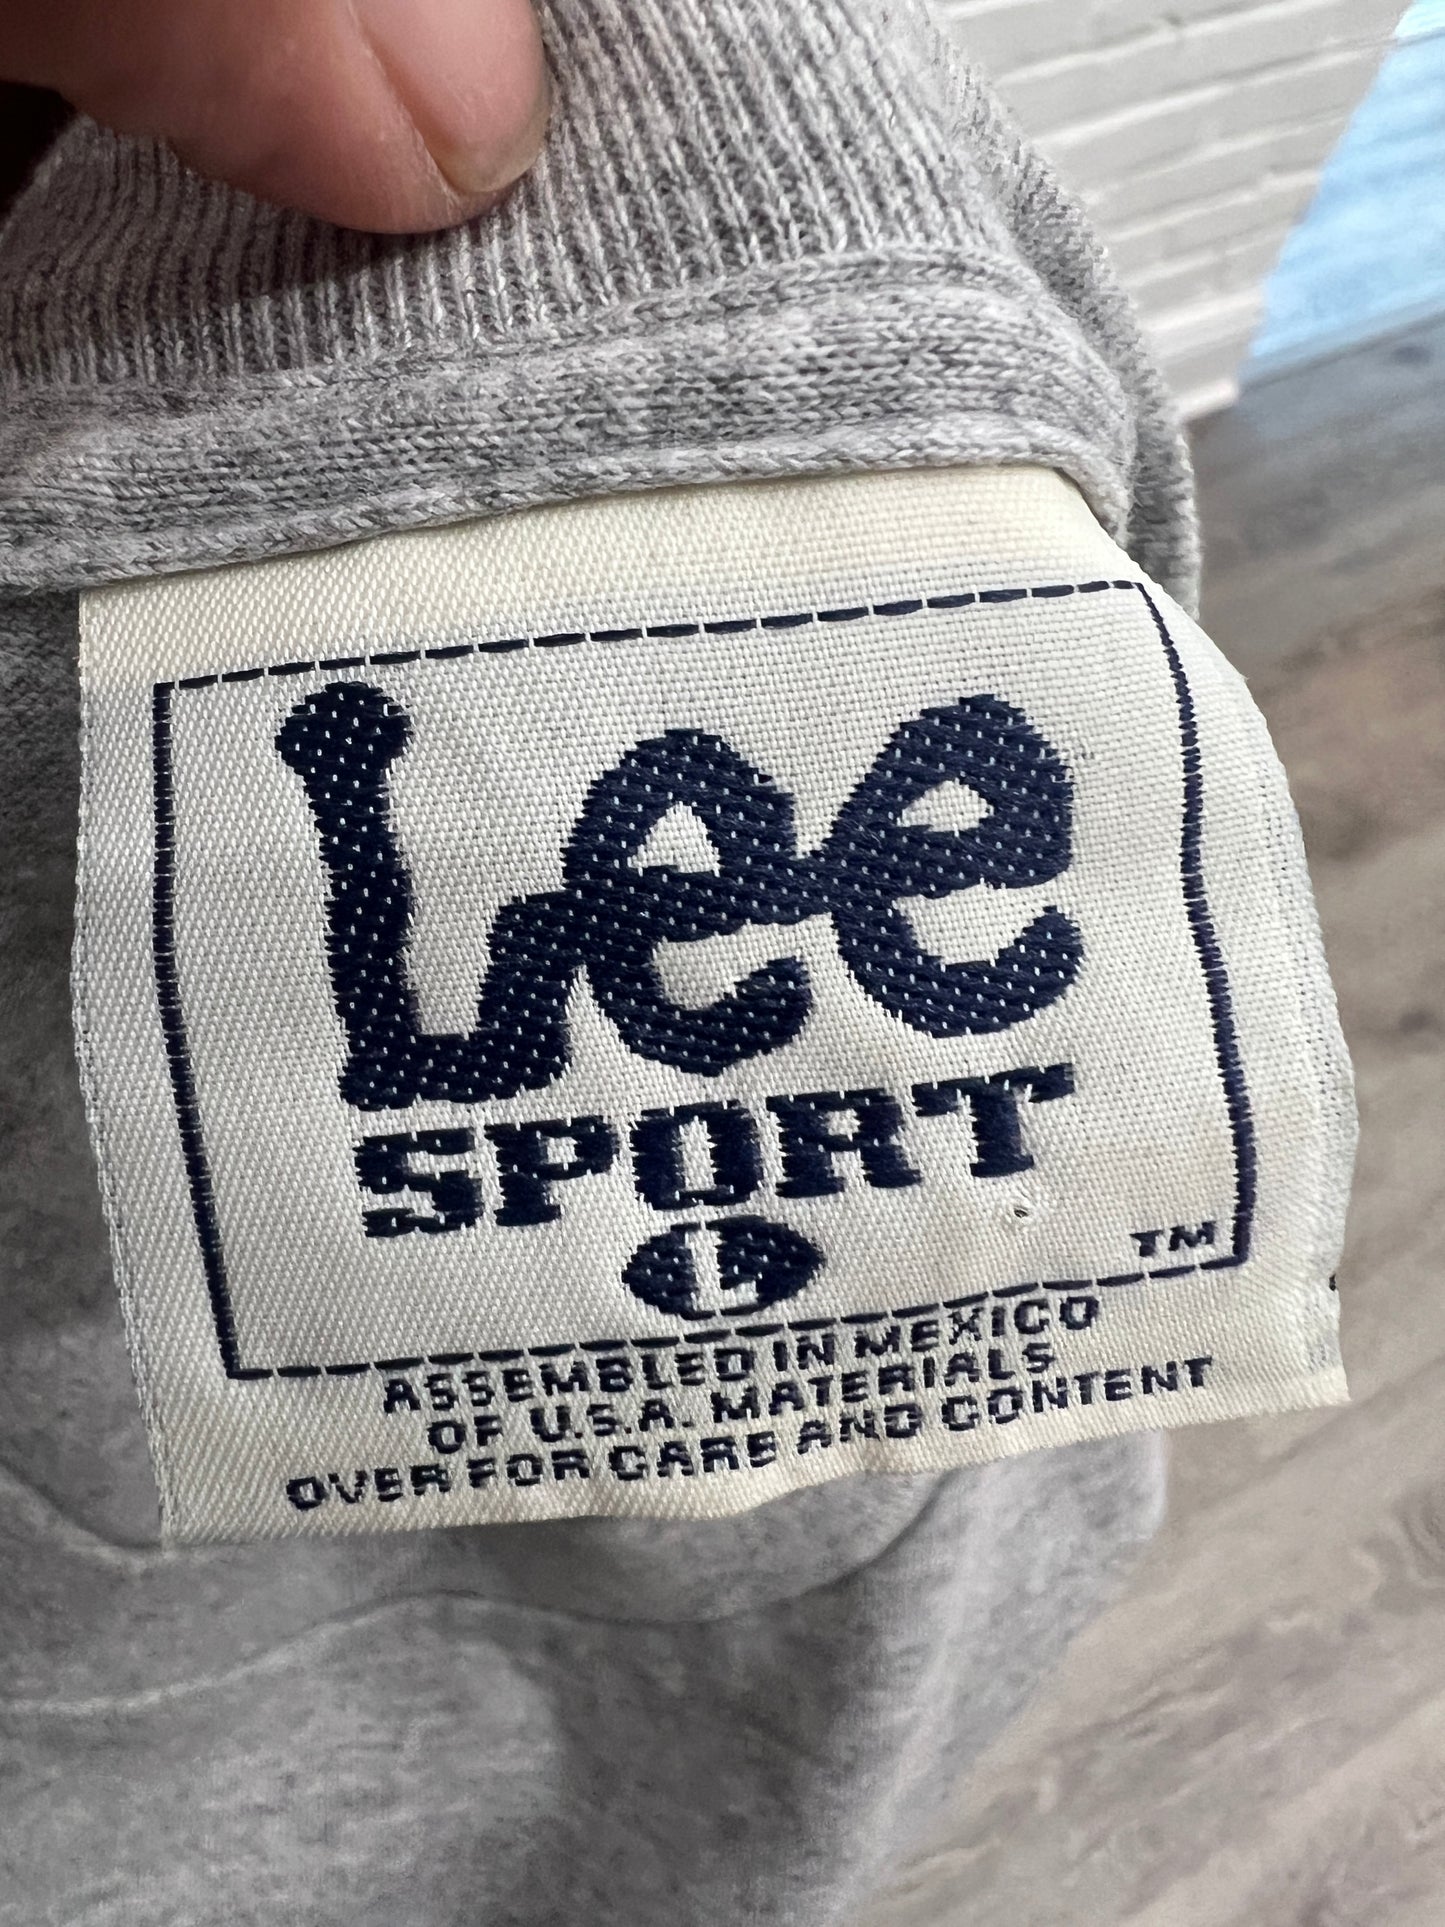 Lee
SPORT
L
TM
ASSEMBLED IN MEXICO
OF U.S.A. MATERIALS
OVER FOR CARE AND CONTENT